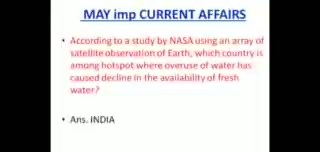 MAY imp CURRENT AFFAIRS
• According to a study by NASA using an array of
satellite observation of Earth, which country is
among hotspot where overuse of water has
caused decline in the availability of fresh
water?
• Ans. INDIA